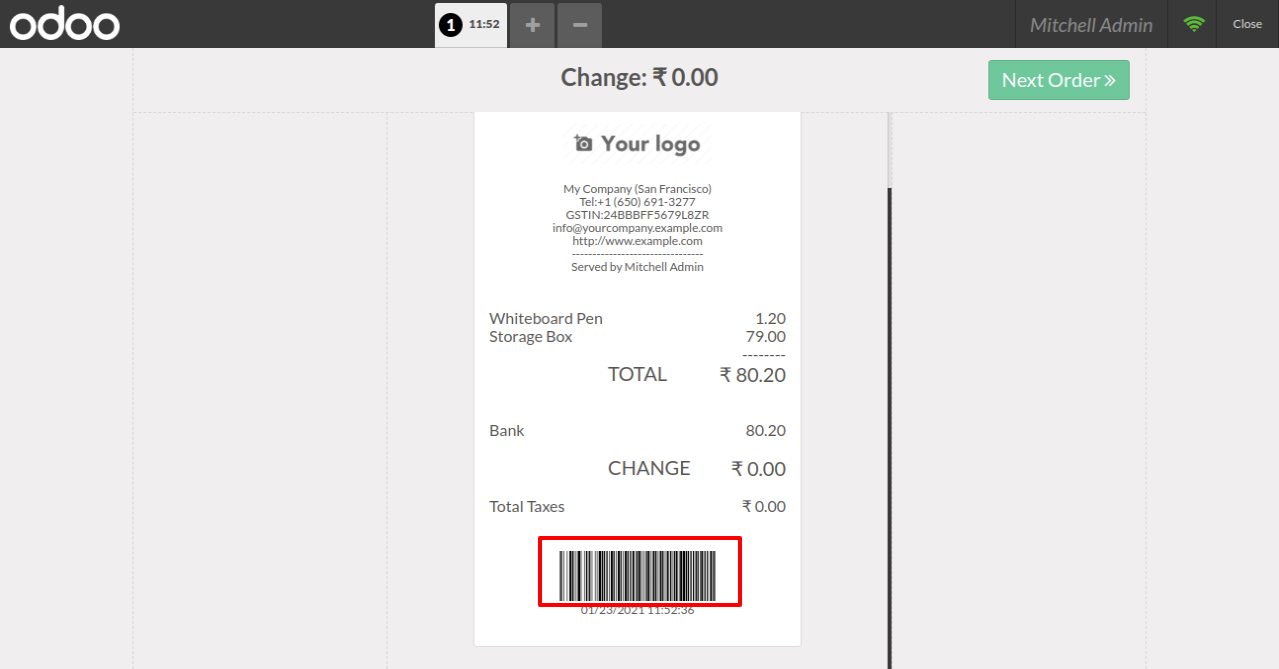 odoo 1 11:52 + − Mitchell Admin Close
Change: ₹ 0.00
Next Order »
Your logo
My Company (San Francisco)
Tel:+1 (650) 691-3277
GSTIN:24BBBFF5679L8ZR
info@yourcompany.example.com
http://www.example.com
--------------------------------
Served by Mitchell Admin
Whiteboard Pen 1.20
Storage Box 79.00
--------
TOTAL ₹ 80.20
Bank 80.20
CHANGE ₹ 0.00
Total Taxes ₹ 0.00
01/23/2021 11:52:36